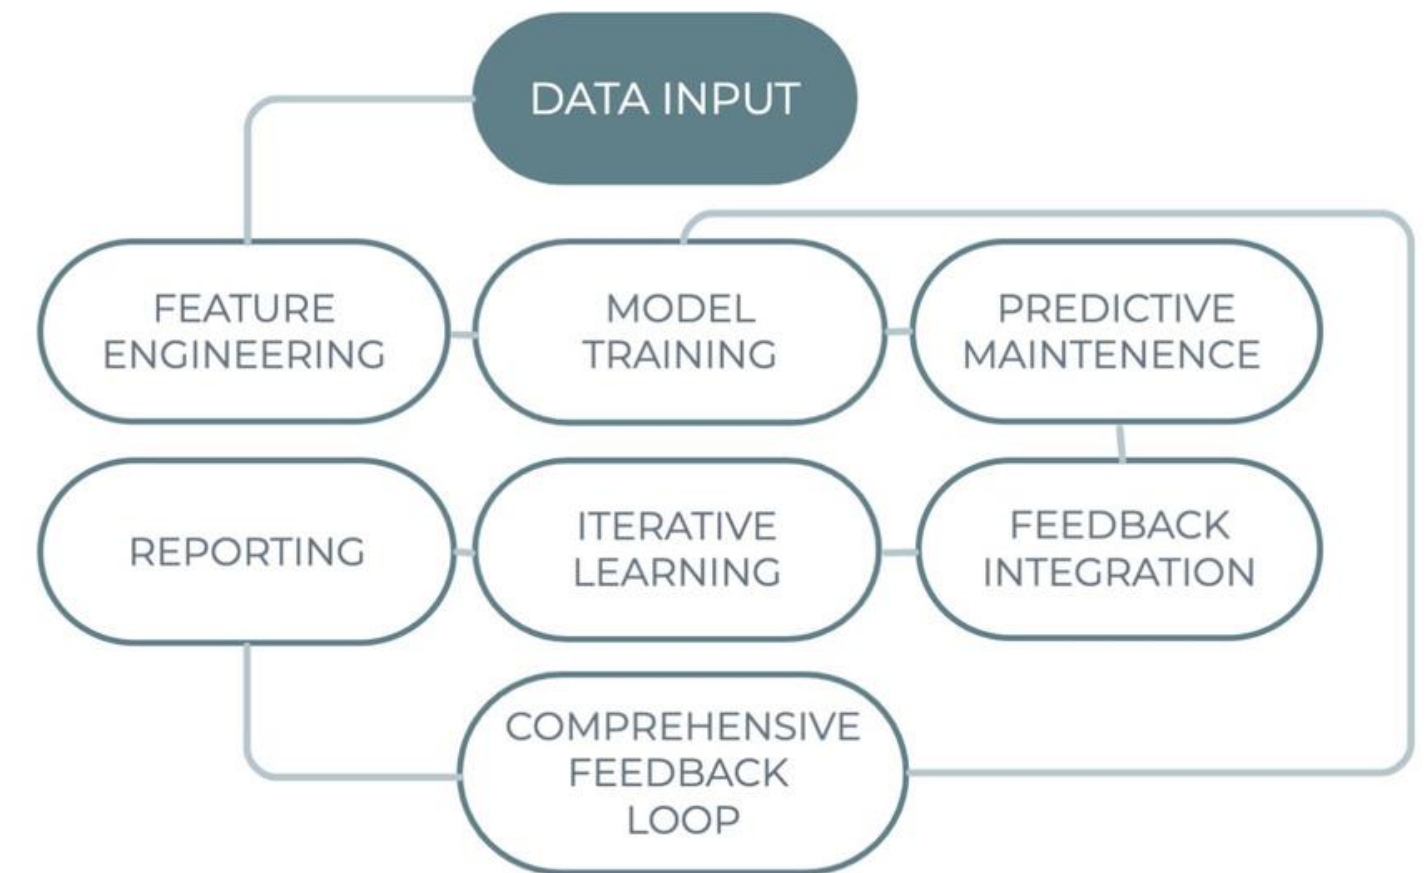 DATA INPUT
FEATURE
ENGINEERING
MODEL
TRAINING
PREDICTIVE
MAINTENENCE
REPORTING
ITERATIVE
LEARNING
FEEDBACK
INTEGRATION
COMPREHENSIVE
FEEDBACK
LOOP